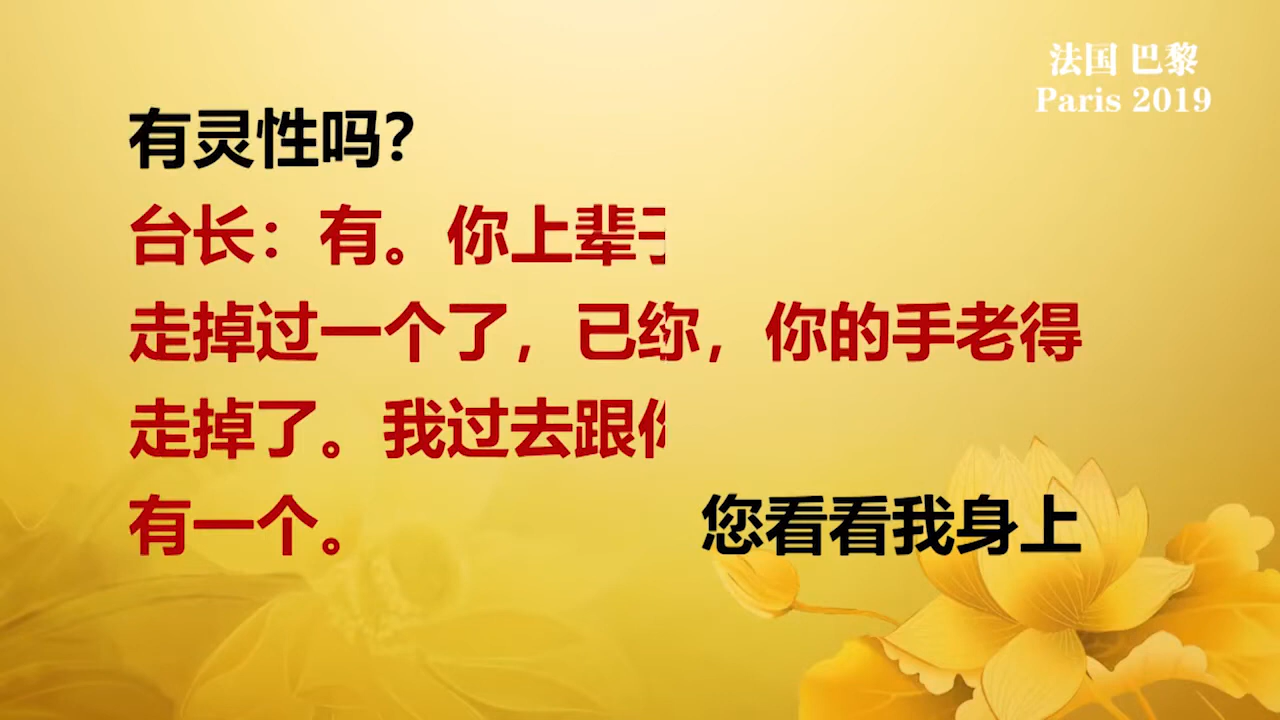 法国 巴黎
Paris 2019
有灵性吗?
台长：有。你上辈
走掉过一个了，已 你，你的手老得
走掉了。我过去跟
有一个。 您看看我身上